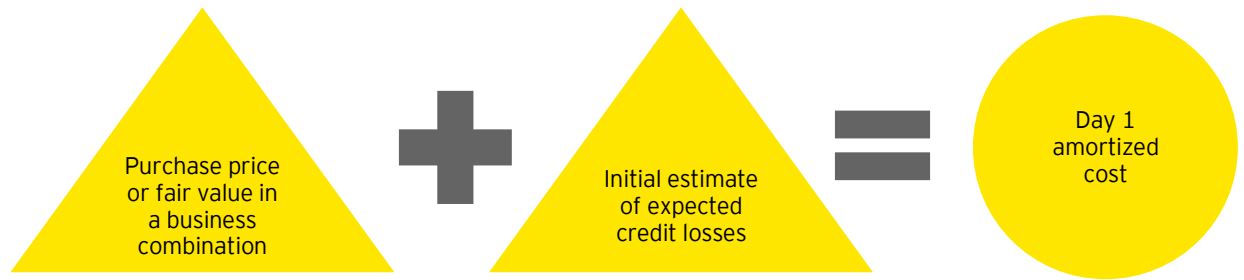 Purchase price
or fair value in
a business
combination
Initial estimate
of expected
credit losses
Day 1
amortized
cost